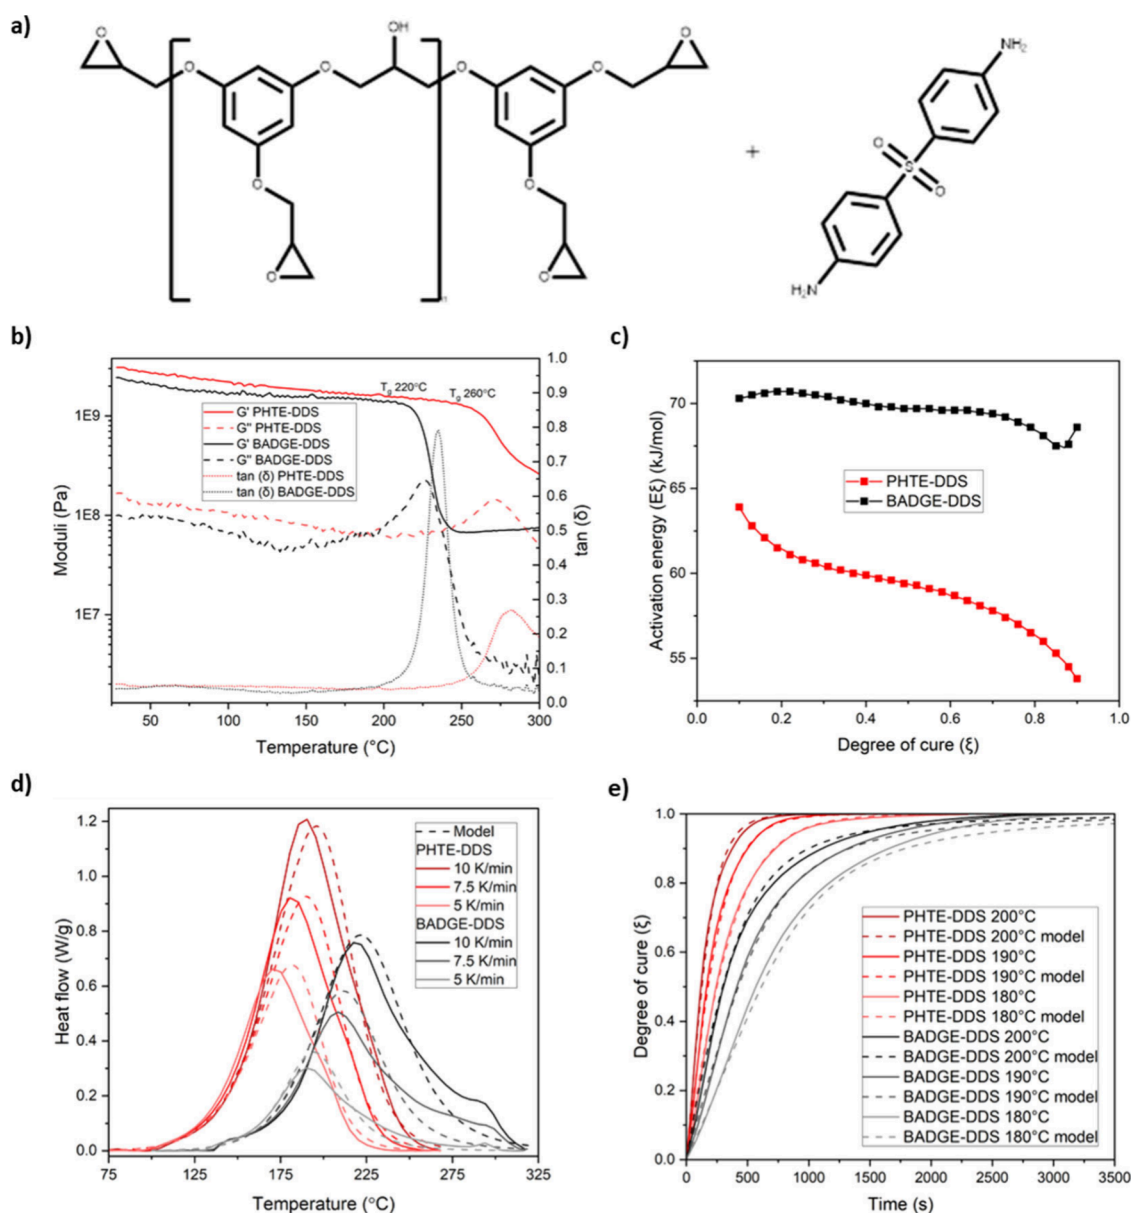 a)
O
O
O
OH
O
O
O
O
O
O
O
O
NH₂
+
O
S
O
H₂N
b)
c)
1E9
1E8
1E7
Moduli (Pa)
Tg 220°C
Tg 260°C
G' PHTE-DDS
G'' PHTE-DDS
G' BADGE-DDS
G'' BADGE-DDS
tan (δ) PHTE-DDS
tan (δ) BADGE-DDS
1.0
0.9
0.8
0.7
0.6
0.5
0.4
0.3
0.2
0.1
0.0
tan (δ)
50
100
150
200
250
300
Temperature (°C)
Activation energy (Eξ) (kJ/mol)
70
65
60
55
PHTE-DDS
BADGE-DDS
0.0
0.2
0.4
0.6
0.8
1.0
Degree of cure (ξ)
d)
e)
Heat flow (W/g)
1.2
1.0
0.8
0.6
0.4
0.2
0.0
Model
PHTE-DDS
10 K/min
7.5 K/min
5 K/min
BADGE-DDS
10 K/min
7.5 K/min
5 K/min
75
125
175
225
275
325
Temperature (°C)
Degree of cure (ξ)
1.0
0.8
0.6
0.4
0.2
0.0
PHTE-DDS 200°C
PHTE-DDS 200°C model
PHTE-DDS 190°C
PHTE-DDS 190°C model
PHTE-DDS 180°C
PHTE-DDS 180°C model
BADGE-DDS 200°C
BADGE-DDS 200°C model
BADGE-DDS 190°C
BADGE-DDS 190°C model
BADGE-DDS 180°C
BADGE-DDS 180°C model
0
500
1000
1500
2000
2500
3000
3500
Time (s)